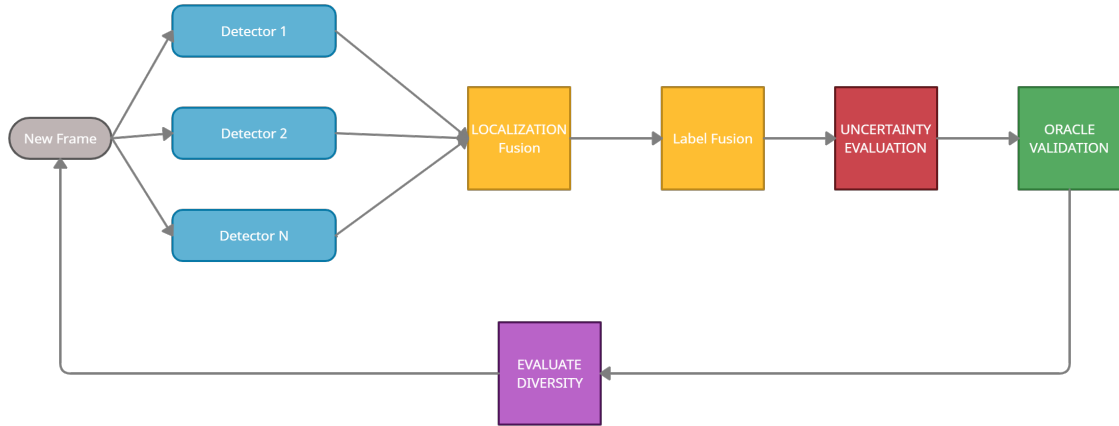 Detector 1
New Frame
Detector 2
Detector N
LOCALIZATION
Fusion
Label Fusion
UNCERTAINTY
EVALUATION
ORACLE
VALIDATION
EVALUATE
DIVERSITY